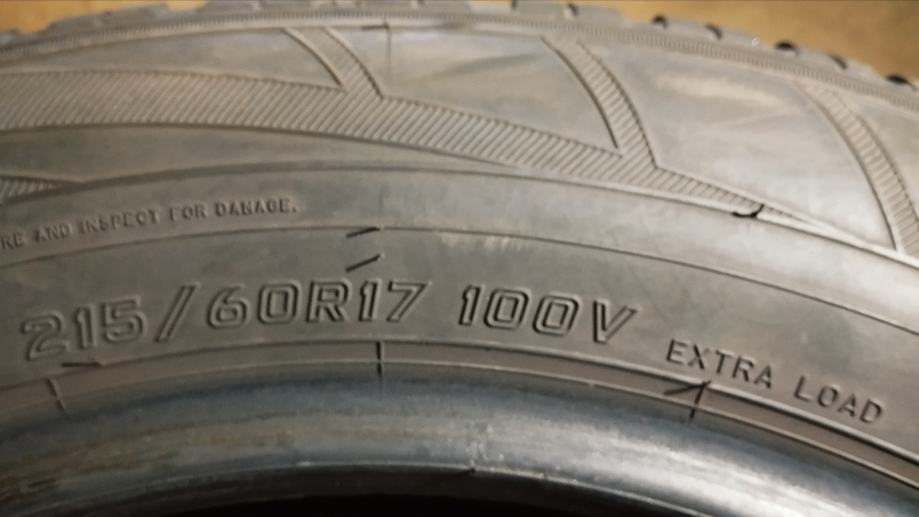 RE AND INSPECT FOR DAMAGE.
215/60R17 100V EXTRA LOAD